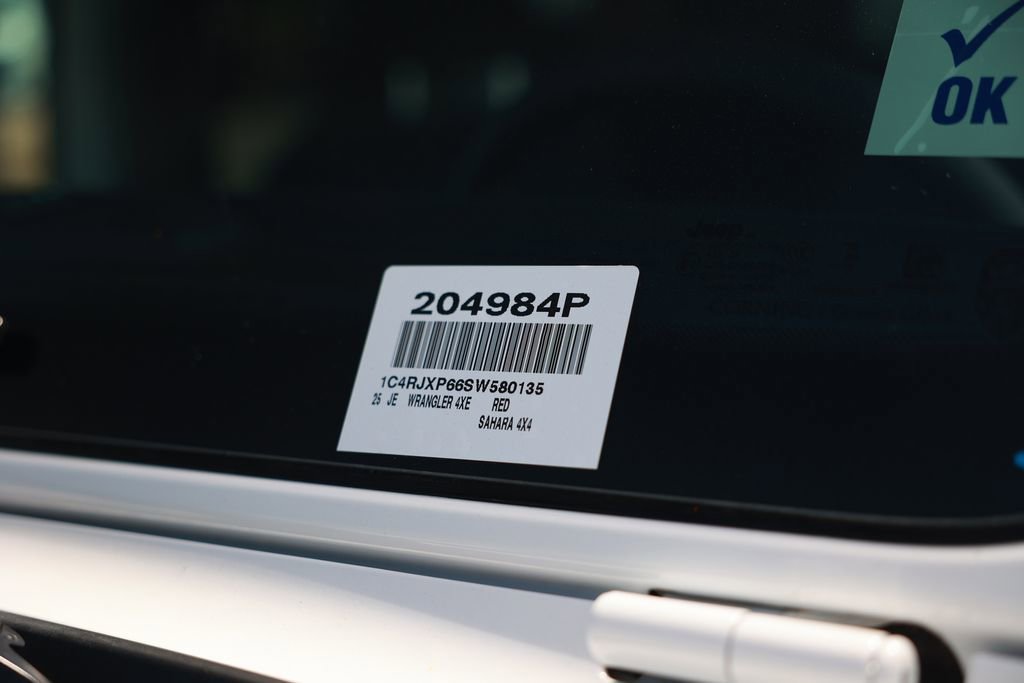 OK
204984P
1C4RJXP66SW580135
25 JE WRANGLER 4XE RED
SAHARA 4X4